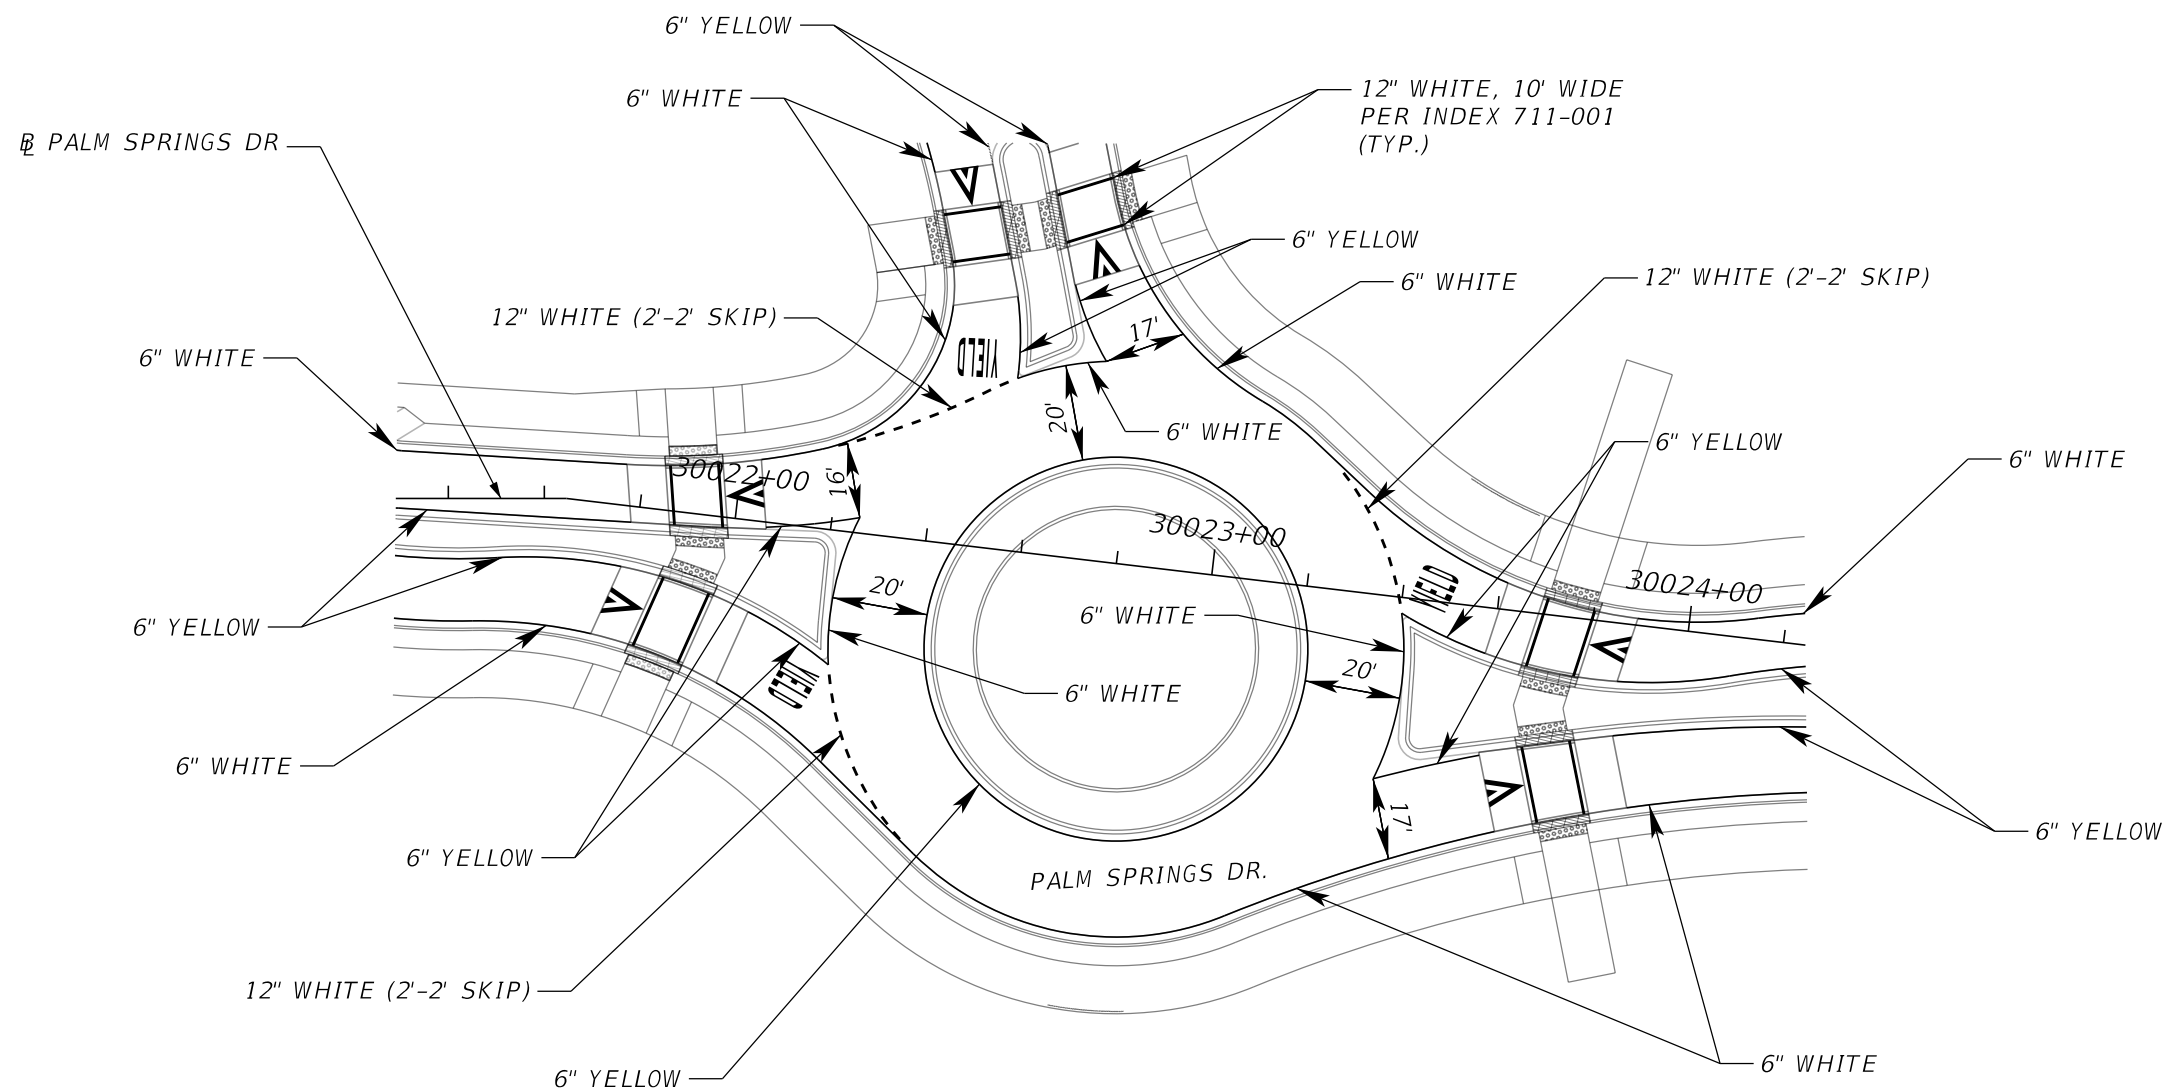 6" YELLOW
6" WHITE
12" WHITE, 10' WIDE
PER INDEX 711-001
(TYP.)
℄ PALM SPRINGS DR
6" YELLOW
6" WHITE
12" WHITE (2'-2' SKIP)
12" WHITE (2'-2' SKIP)
17'
YIELD
6" WHITE
20'
6" WHITE
6" YELLOW
6" WHITE
30022+00
16'
30023+00
20'
YIELD
30024+00
6" WHITE
6" YELLOW
20'
YIELD
6" WHITE
6" WHITE
17'
6" YELLOW
6" YELLOW
PALM SPRINGS DR.
12" WHITE (2'-2' SKIP)
6" WHITE
6" YELLOW